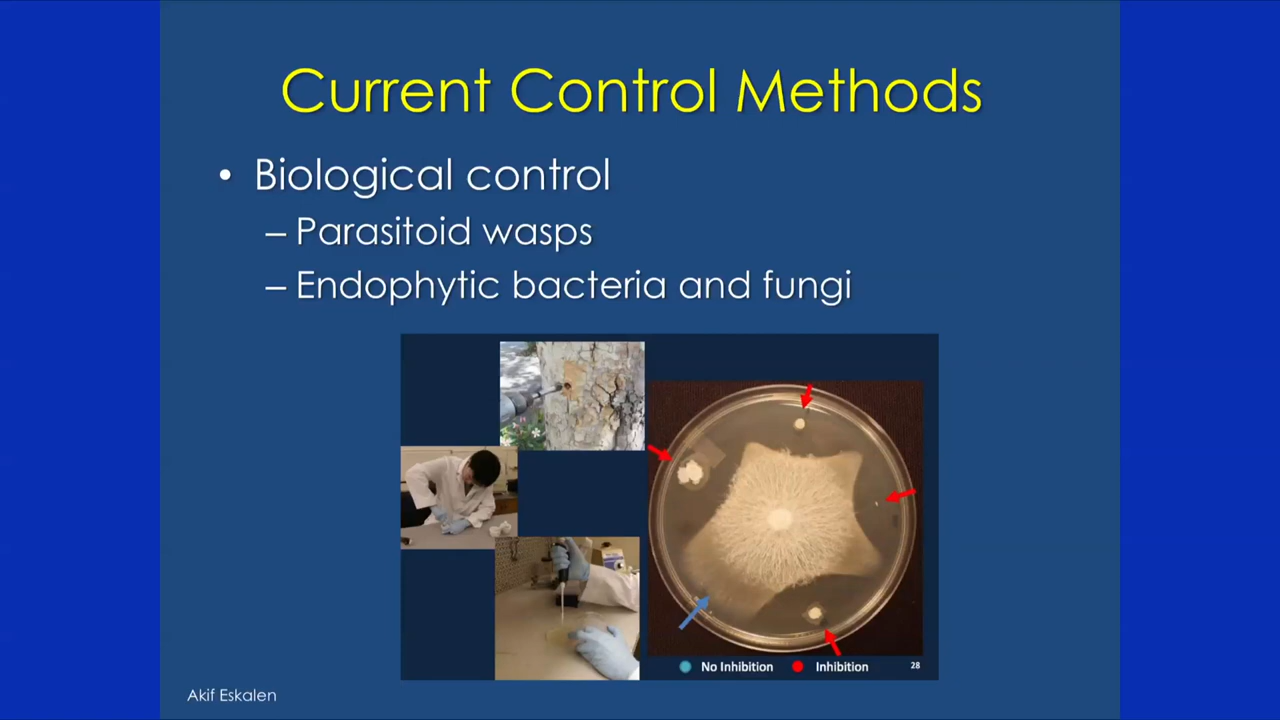 Current Control Methods
• Biological control
– Parasitoid wasps
– Endophytic bacteria and fungi
No Inhibition Inhibition 28
Akif Eskalen